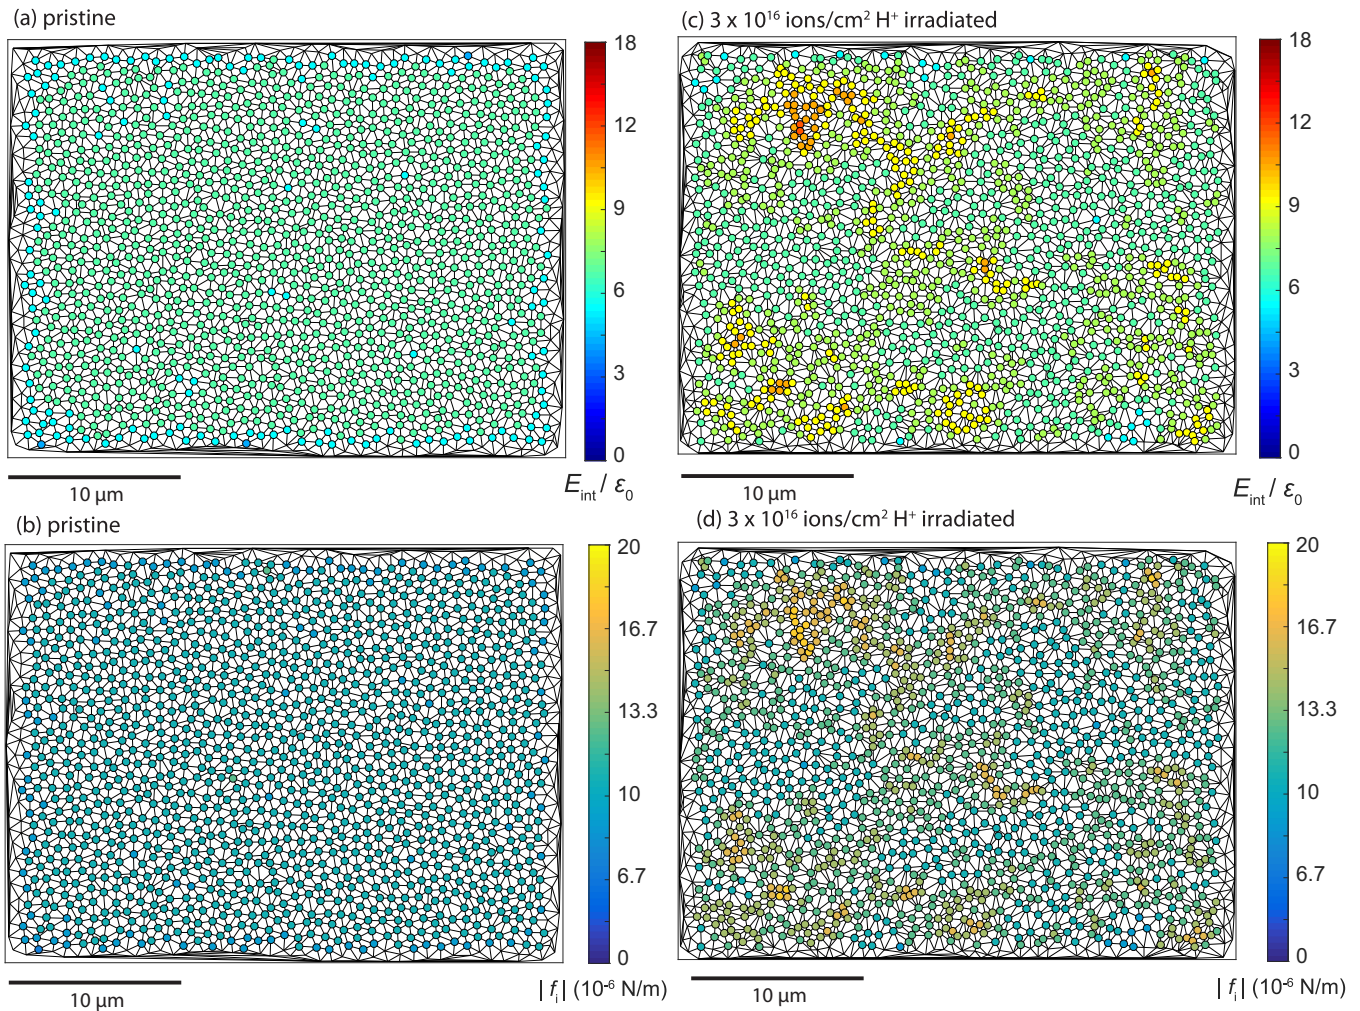 (a) pristine
18
12
9
6
3
0
10 µm
E_int / ε_0
(c) 3 x 10^16 ions/cm^2 H^+ irradiated
18
12
9
6
3
0
10 µm
E_int / ε_0
(b) pristine
20
16.7
13.3
10
6.7
0
10 µm
| f_i | (10^-6 N/m)
(d) 3 x 10^16 ions/cm^2 H^+ irradiated
20
16.7
13.3
10
6.7
0
10 µm
| f_i | (10^-6 N/m)